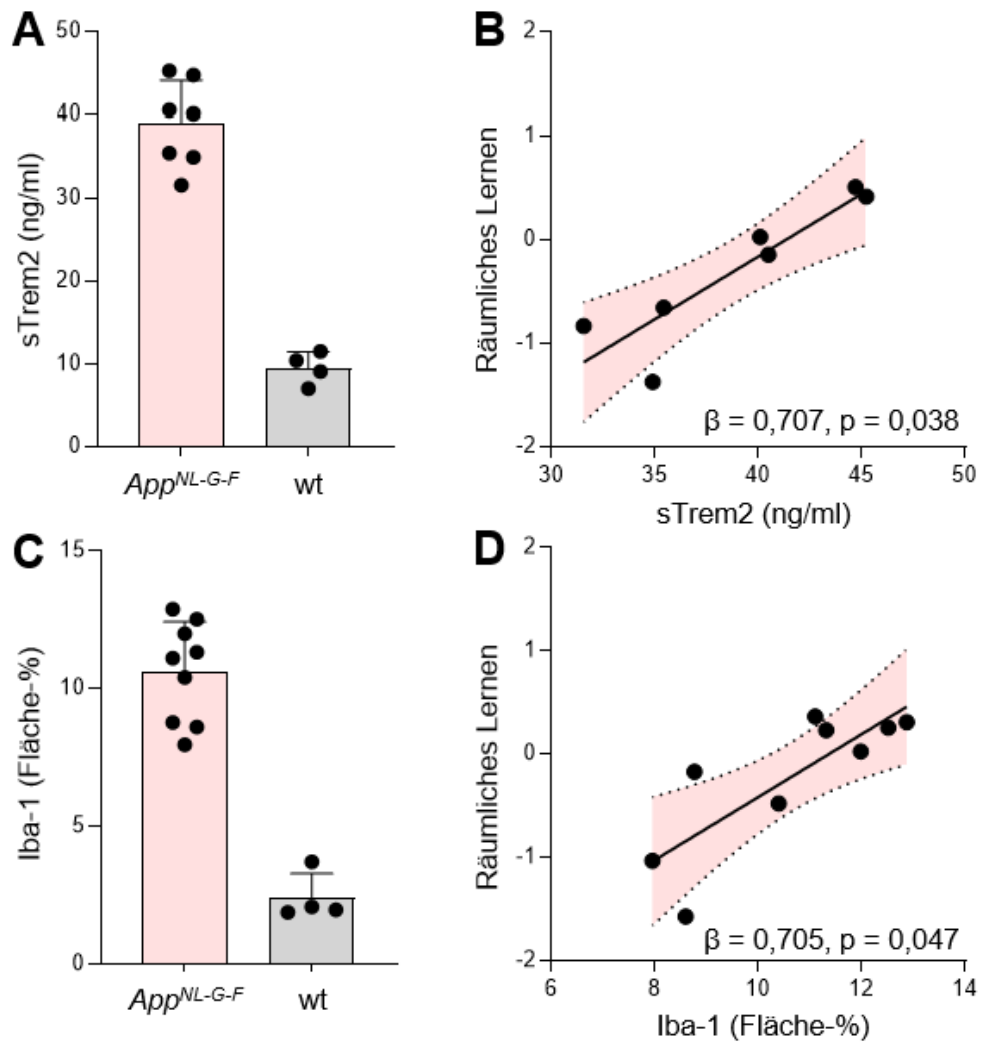 A
50
40
30
20
10
0
sTrem2 (ng/ml)
App^NL-G-F
wt
B
2
1
0
-1
-2
Räumliches Lernen
β = 0,707, p = 0,038
30
35
40
45
50
sTrem2 (ng/ml)
C
15
10
5
0
Iba-1 (Fläche-%)
App^NL-G-F
wt
D
2
1
0
-1
-2
Räumliches Lernen
β = 0,705, p = 0,047
6
8
10
12
14
Iba-1 (Fläche-%)